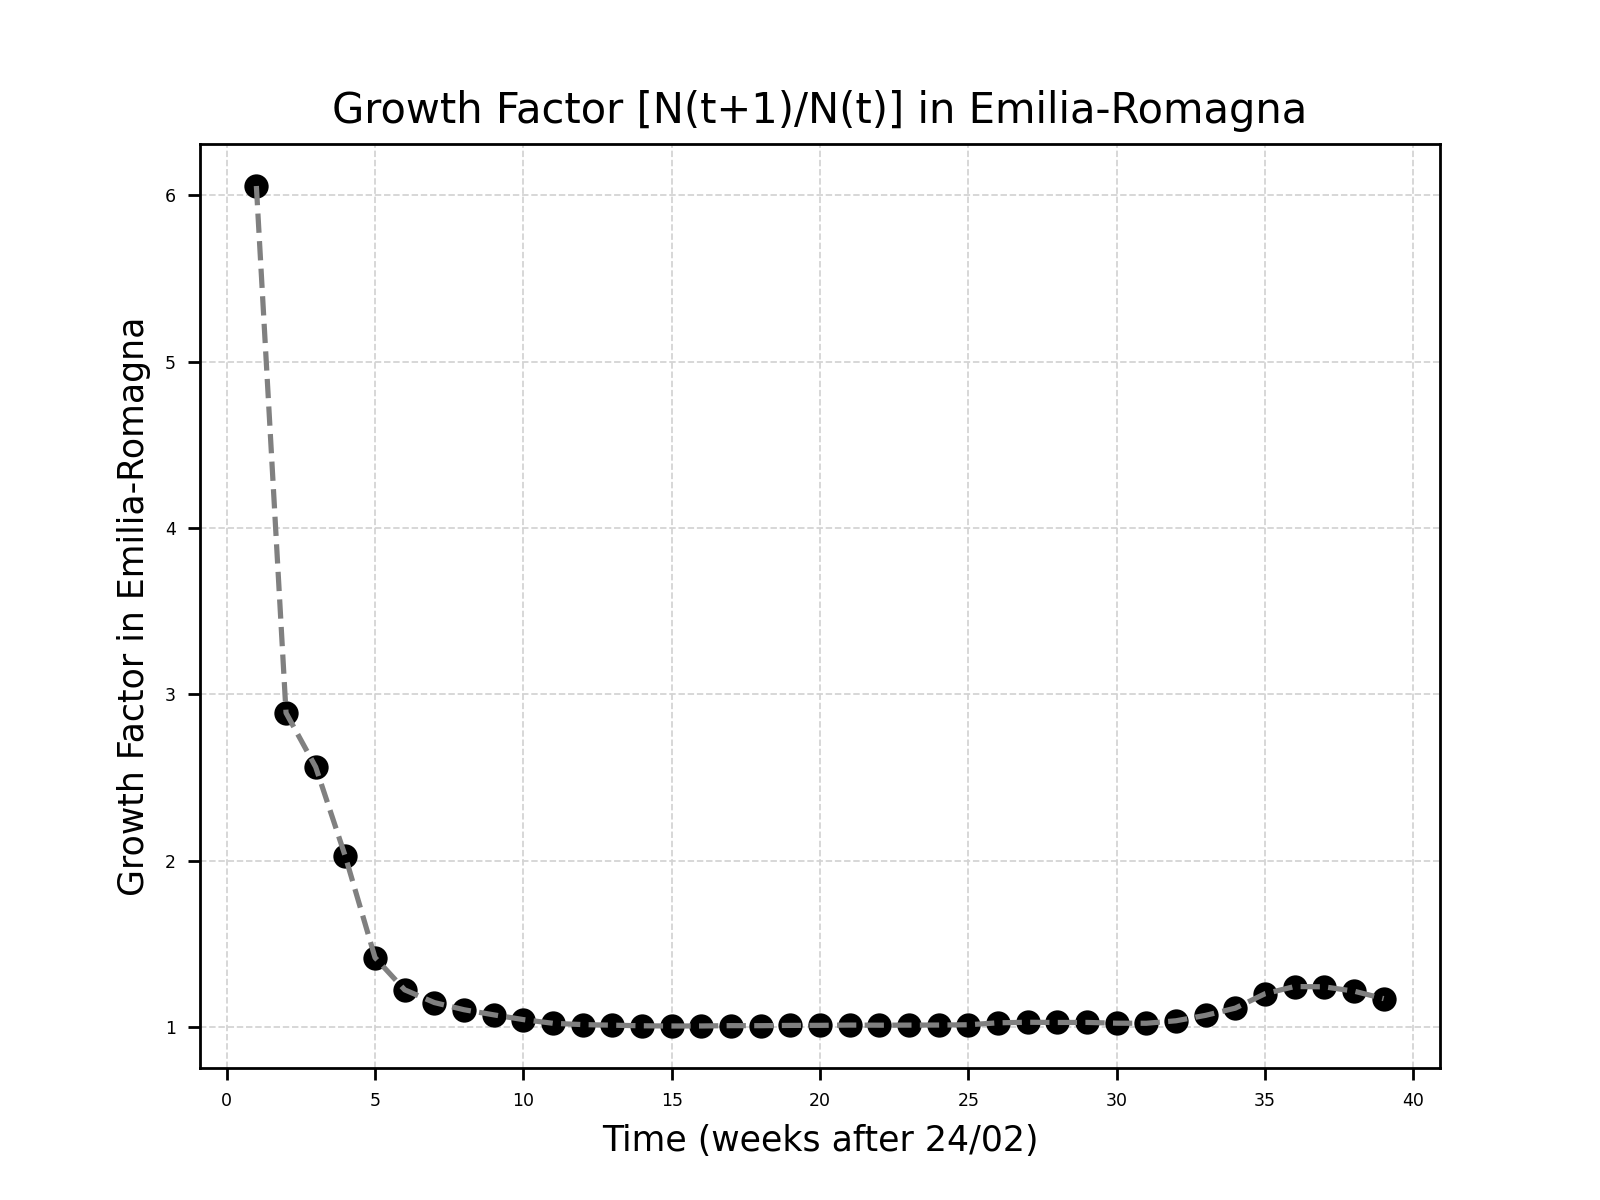 Growth Factor [N(t+1)/N(t)] in Emilia-Romagna
Growth Factor in Emilia-Romagna
6
5
4
3
2
1
0 5 10 15 20 25 30 35 40
Time (weeks after 24/02)